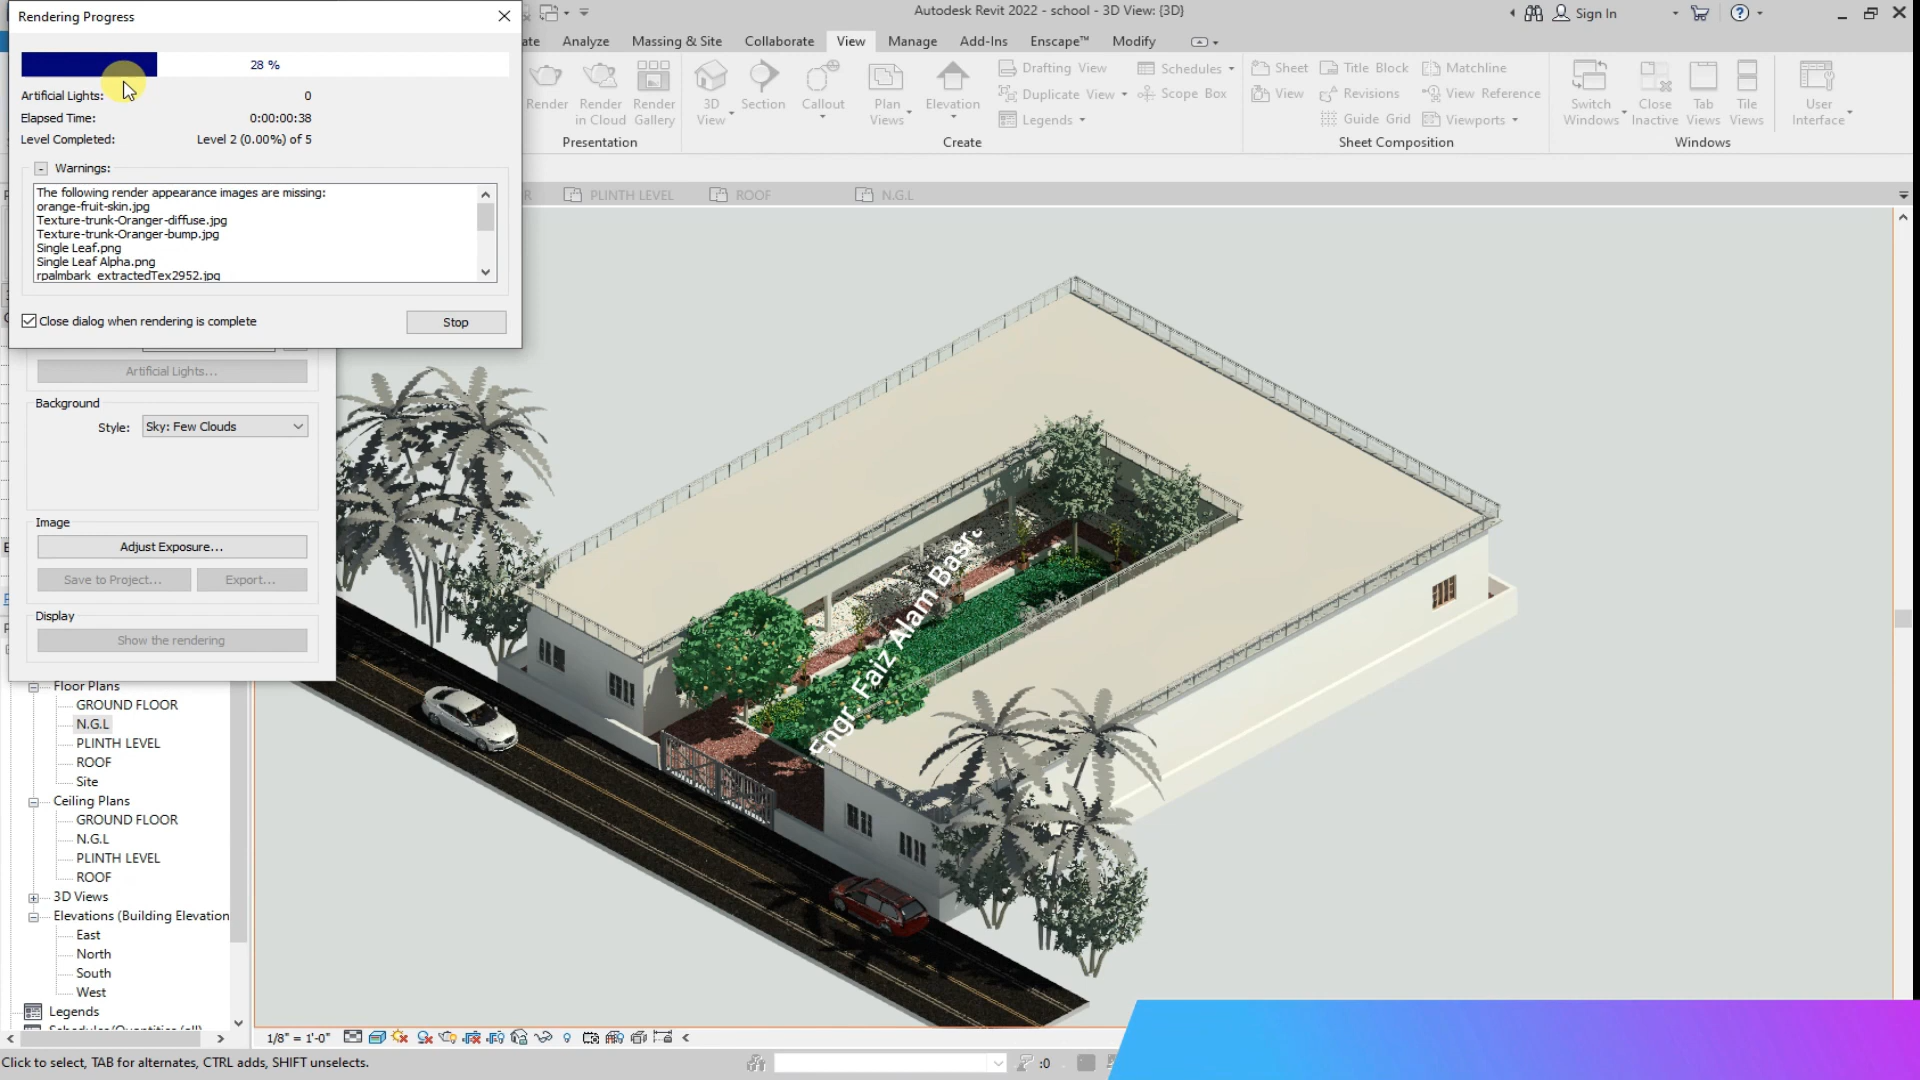 Rendering Progress
28 %
Artificial Lights: 0
Elapsed Time: 0:00:00:38
Level Completed: Level 2 (0.00%) of 5
- Warnings:
The following render appearance images are missing:
orange-fruit-skin.jpg
Texture-trunk-Oranger-diffuse.jpg
Texture-trunk-Oranger-bump.jpg
Single Leaf.png
Single Leaf Alpha.png
rpalmbark_extractedTex2952.jpg
Close dialog when rendering is complete
Stop
Artificial Lights...
Background
Style: Sky: Few Clouds
Image
Adjust Exposure...
Save to Project... Export...
Display
Show the rendering
Autodesk Revit 2022 - school - 3D View: {3D}
Sign In
Analyze Massing & Site Collaborate View Manage Add-Ins Enscape™ Modify
Render
Render in Cloud
Render Gallery
Presentation
3D View
Section
Callout
Plan Views
Elevation
Drafting View
Duplicate View
Legends
Schedules
Scope Box
Create
Sheet
View
Title Block
Revisions
Guide Grid
Matchline
View Reference
Viewports
Sheet Composition
Switch Windows
Close Inactive
Tab Views
Tile Views
Windows
User Interface
PLINTH LEVEL
ROOF
N.G.L
Engr. Faiz Alam Basra
Floor Plans
GROUND FLOOR
N.G.L
PLINTH LEVEL
ROOF
Site
Ceiling Plans
GROUND FLOOR
N.G.L
PLINTH LEVEL
ROOF
3D Views
Elevations (Building Elevation
East
North
South
West
Legends
Schedules/Quantities (all)
1/8" = 1'-0"
Click to select, TAB for alternates, CTRL adds, SHIFT unselects.
:0